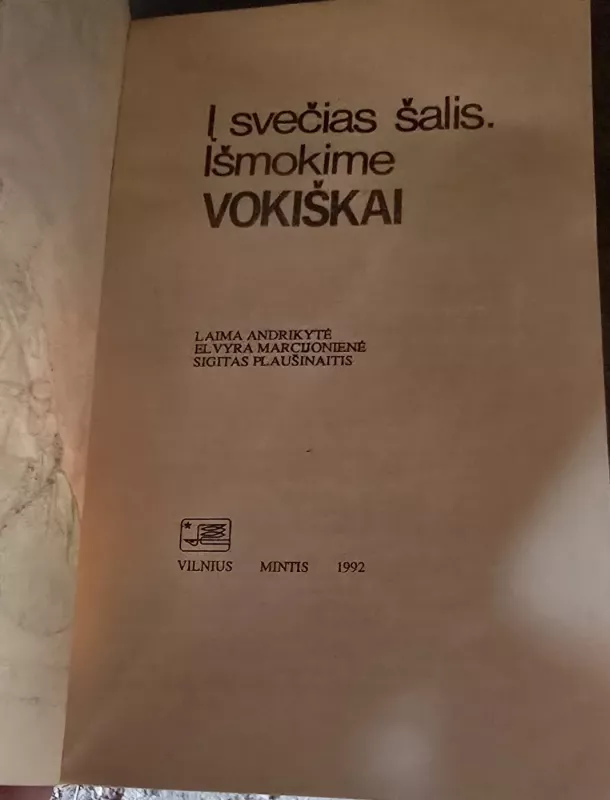 Į svečias šalis.
Išmokime
VOKIŠKAI
LAIMA ANDRIKYTĖ
ELVYRA MARCIJONIENĖ
SIGITAS PLAUŠINAITIS
VILNIUS MINTIS 1992